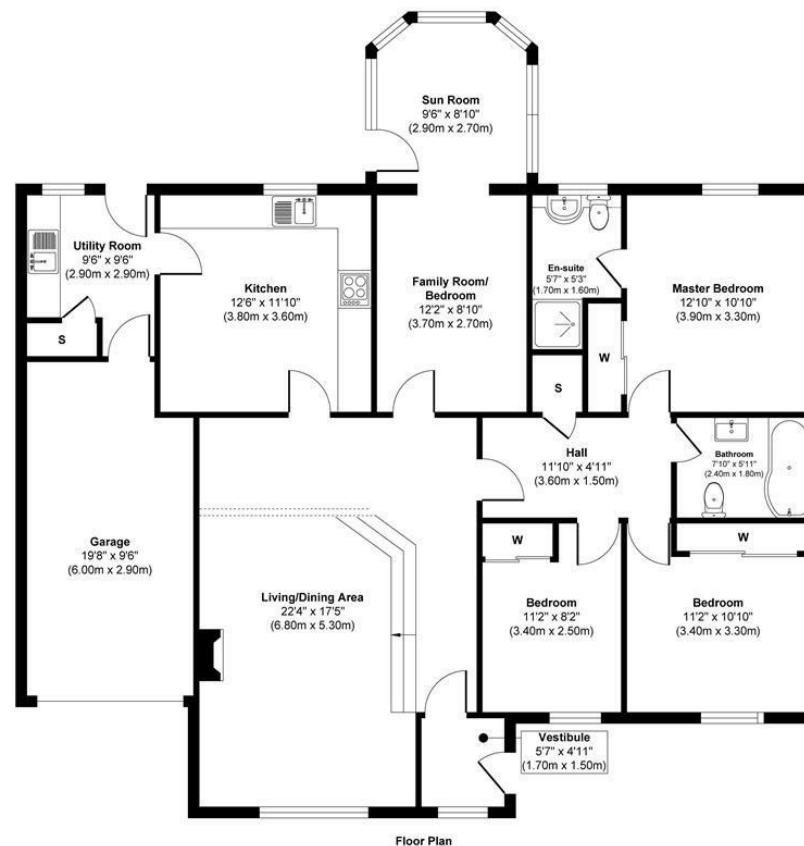 Sun Room
9'6" x 8'10"
(2.90m x 2.70m)
Utility Room
9'6" x 9'6"
(2.90m x 2.90m)
S
Kitchen
12'6" x 11'10"
(3.80m x 3.60m)
Family Room/
Bedroom
12'2" x 8'10"
(3.70m x 2.70m)
En-suite
5'7" x 5'3"
(1.70m x 1.60m)
Master Bedroom
12'10" x 10'10"
(3.90m x 3.30m)
W
S
Hall
11'10" x 4'11"
(3.60m x 1.50m)
Bathroom
7'10" x 5'11"
(2.40m x 1.80m)
Garage
19'8" x 9'6"
(6.00m x 2.90m)
Living/Dining Area
22'4" x 17'5"
(6.80m x 5.30m)
W
Bedroom
11'2" x 8'2"
(3.40m x 2.50m)
W
Bedroom
11'2" x 10'10"
(3.40m x 3.30m)
Vestibule
5'7" x 4'11"
(1.70m x 1.50m)
Floor Plan